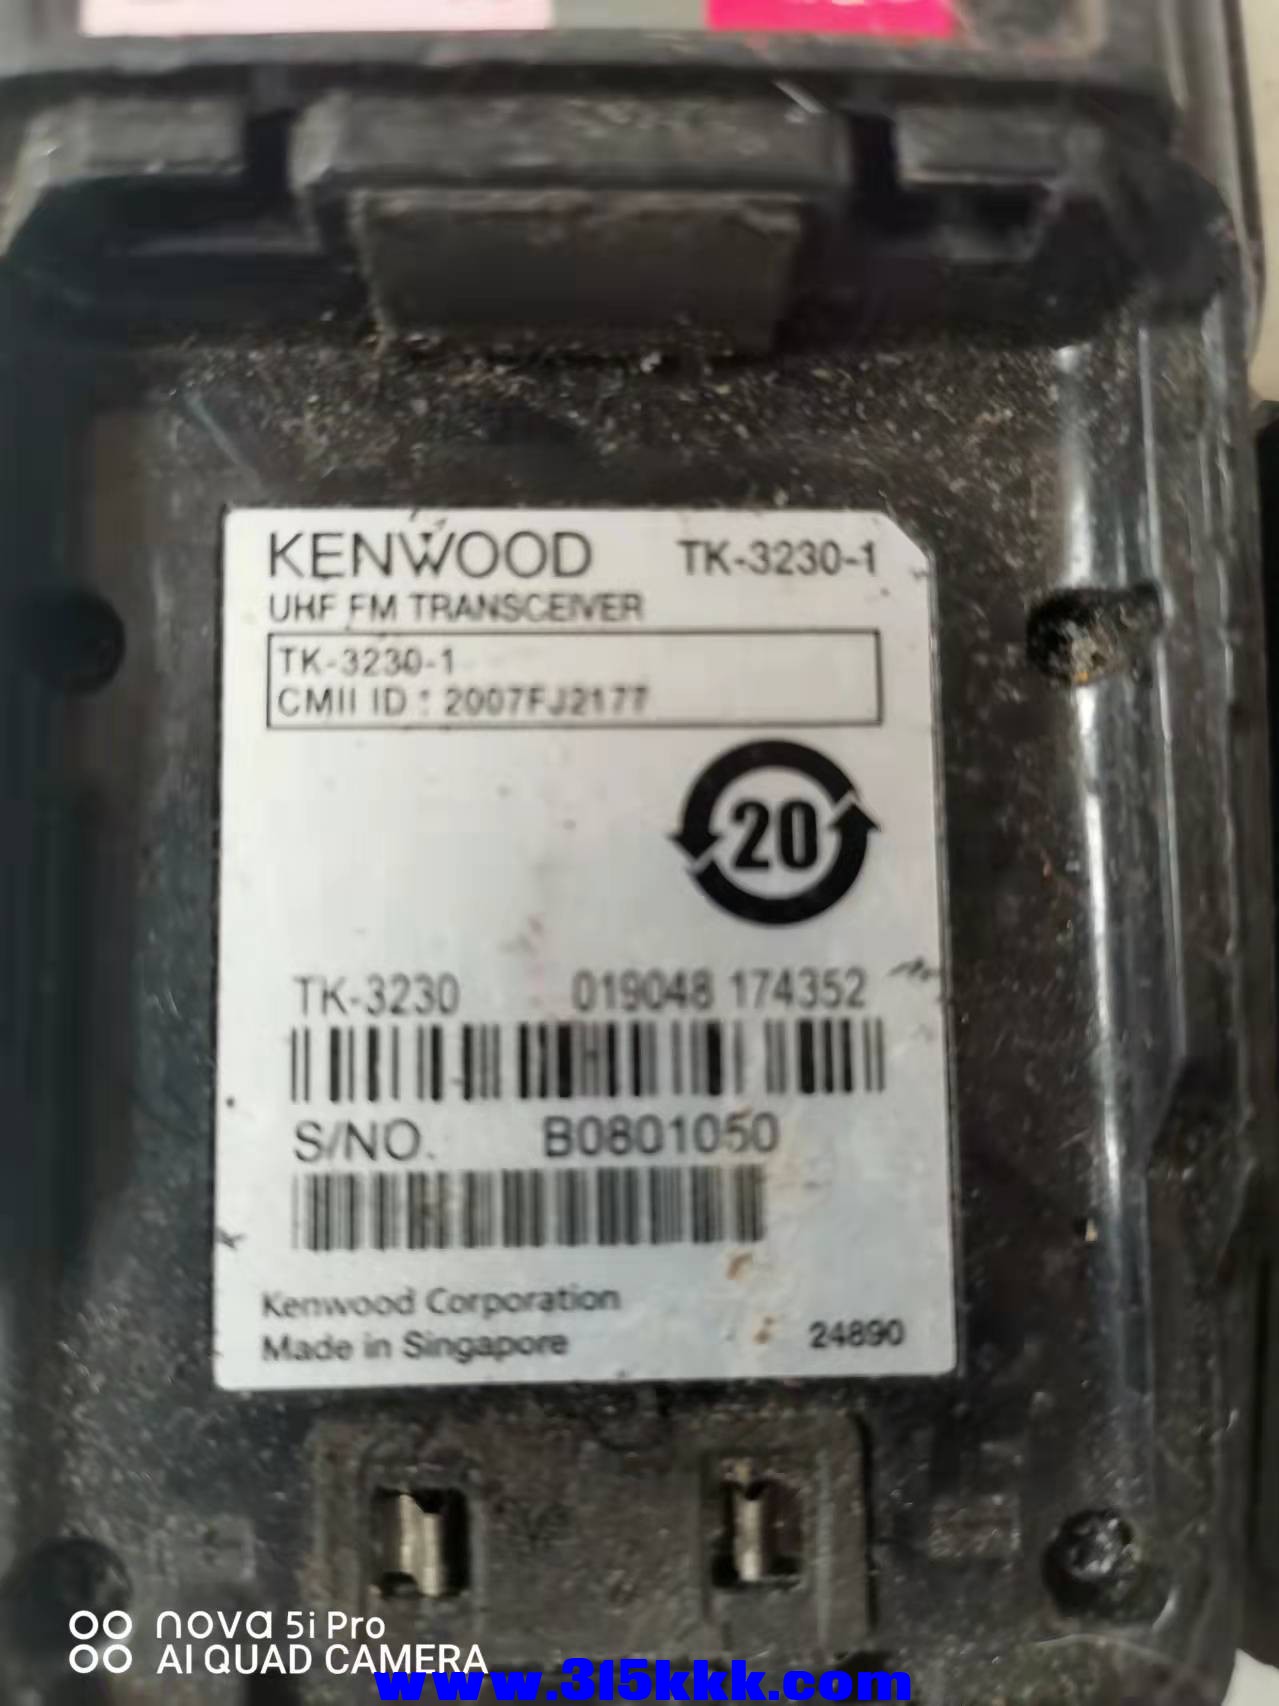 KENWOOD TK-3230-1
UHF FM TRANSCEIVER
TK-3230-1
CMII ID : 2007FJ2177
20
TK-3230 019048 174352
S/NO. B0801050
Kenwood Corporation
Made in Singapore 24890
nova 5i Pro
AI QUAD CAMERA
www.315kkk.com